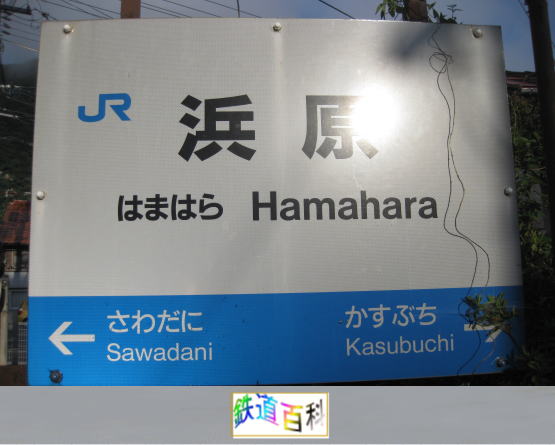 JR
浜原
はまはら Hamahara
さわだに
Sawadani
かすぶち
Kasubuchi
鉄道百科